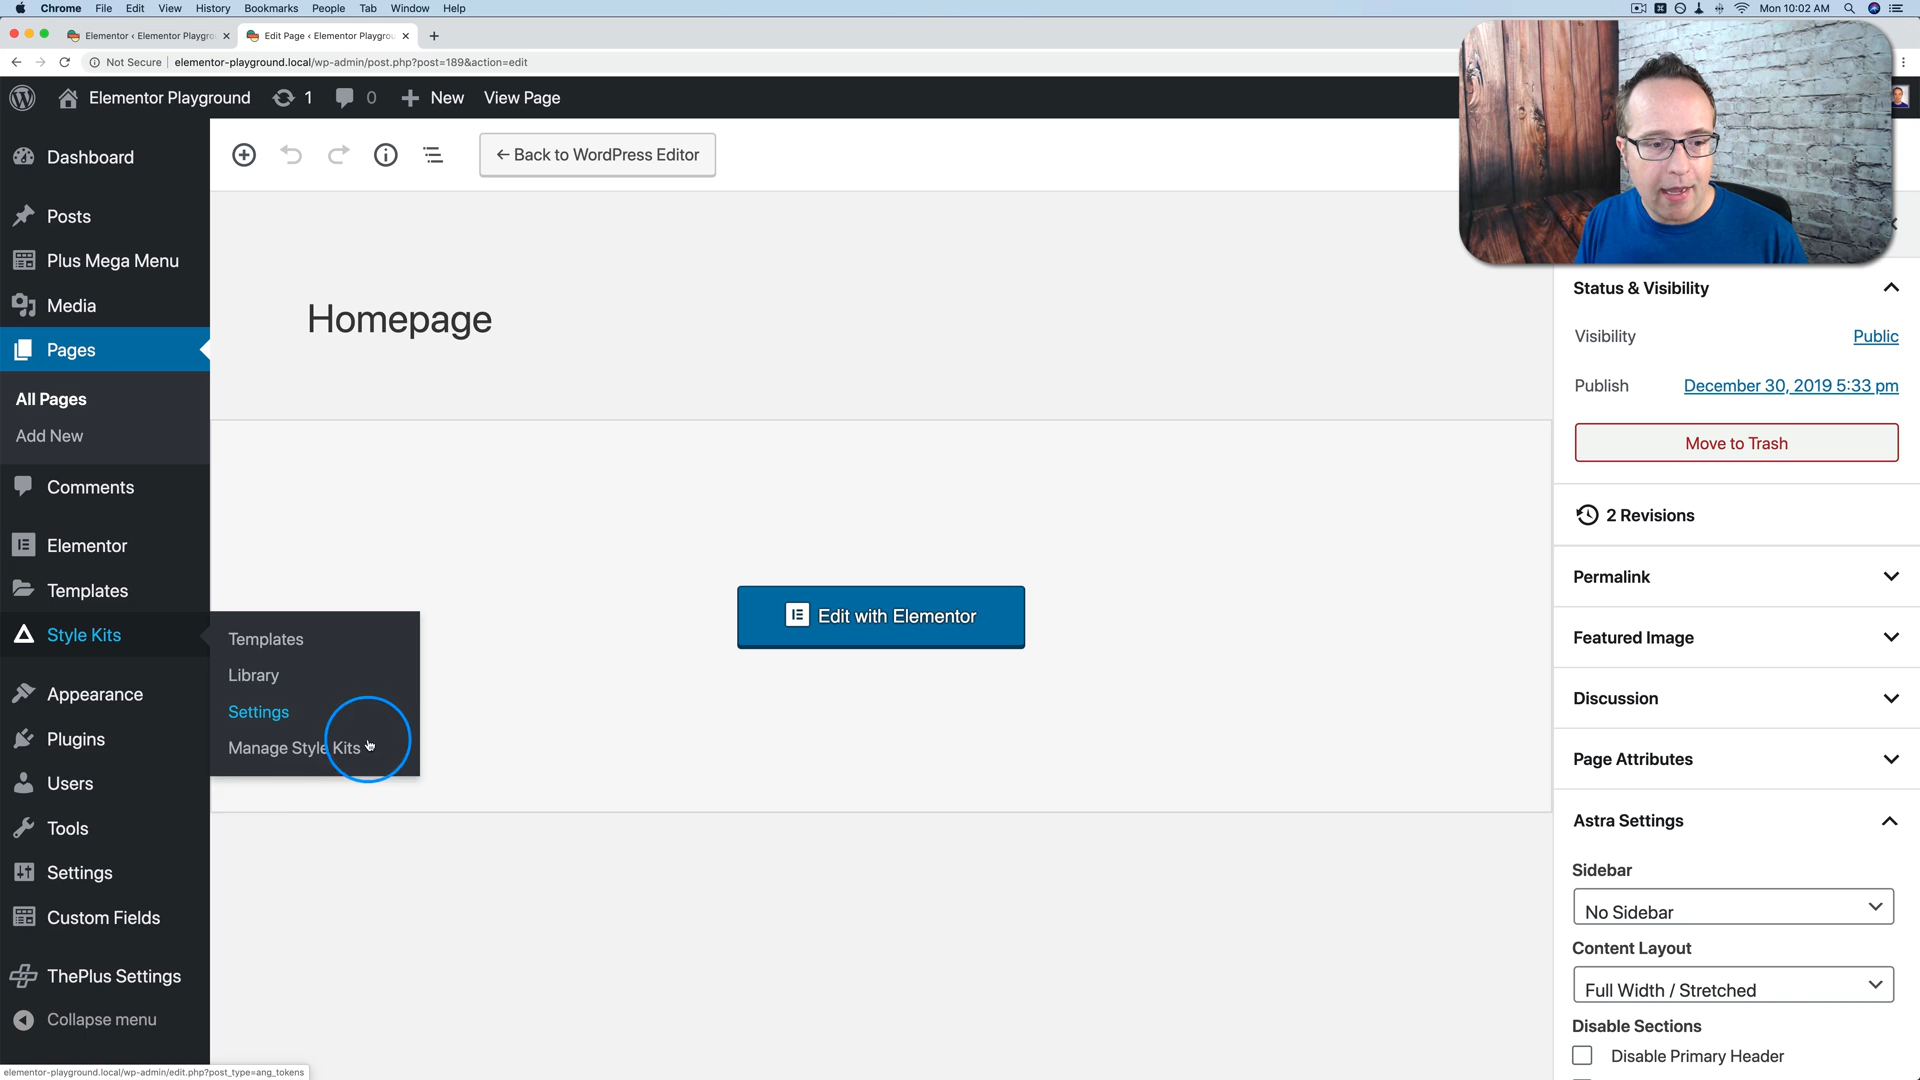 Chrome File Edit View History Bookmarks People Tab Window Help
Mon 10:02 AM
Elementor ‹ Elementor Playgro
Edit Page ‹ Elementor Playgrou
Not Secure elementor-playground.local/wp-admin/post.php?post=189&action=edit
Elementor Playground 1 0 New View Page
Dashboard
Posts
Plus Mega Menu
Media
Pages
All Pages
Add New
Comments
Elementor
Templates
Style Kits
Appearance
Plugins
Users
Tools
Settings
Custom Fields
ThePlus Settings
Collapse menu
Templates
Library
Settings
Manage Style Kits
← Back to WordPress Editor
Homepage
Edit with Elementor
Status & Visibility
Visibility Public
Publish December 30, 2019 5:33 pm
Move to Trash
2 Revisions
Permalink
Featured Image
Discussion
Page Attributes
Astra Settings
Sidebar
No Sidebar
Content Layout
Full Width / Stretched
Disable Sections
Disable Primary Header
elementor-playground.local/wp-admin/edit.php?post_type=ang_tokens